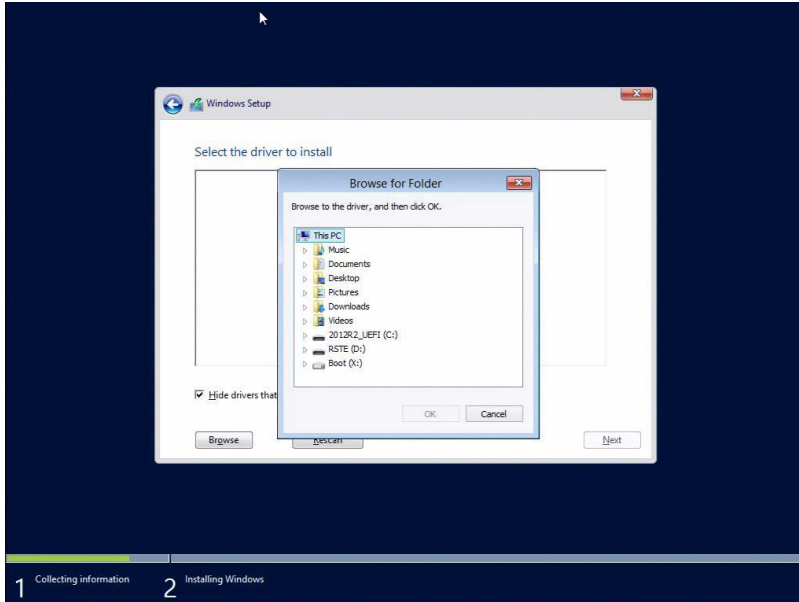 Windows Setup
Select the driver to install
Browse for Folder
Browse to the driver, and then click OK.
This PC
Music
Documents
Desktop
Pictures
Downloads
Videos
2012R2_UEFI (C:)
RSTE (D:)
Boot (X:)
OK Cancel
Hide drivers that
Browse Rescan Next
1 Collecting information 2 Installing Windows